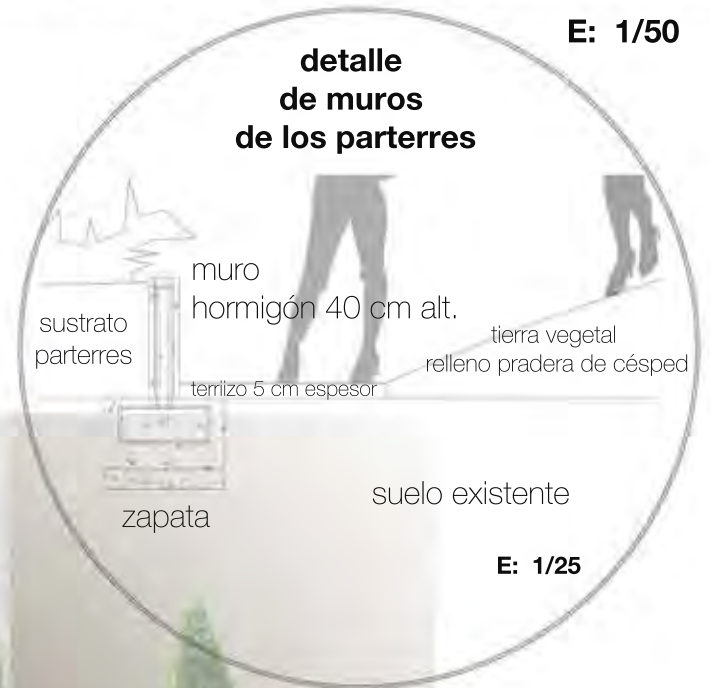 E: 1/50
detalle
de muros
de los parterres
muro
hormigón 40 cm alt.
sustrato
parterres
tierra vegetal
relleno pradera de césped
terriizo 5 cm espesor
suelo existente
zapata
E: 1/25